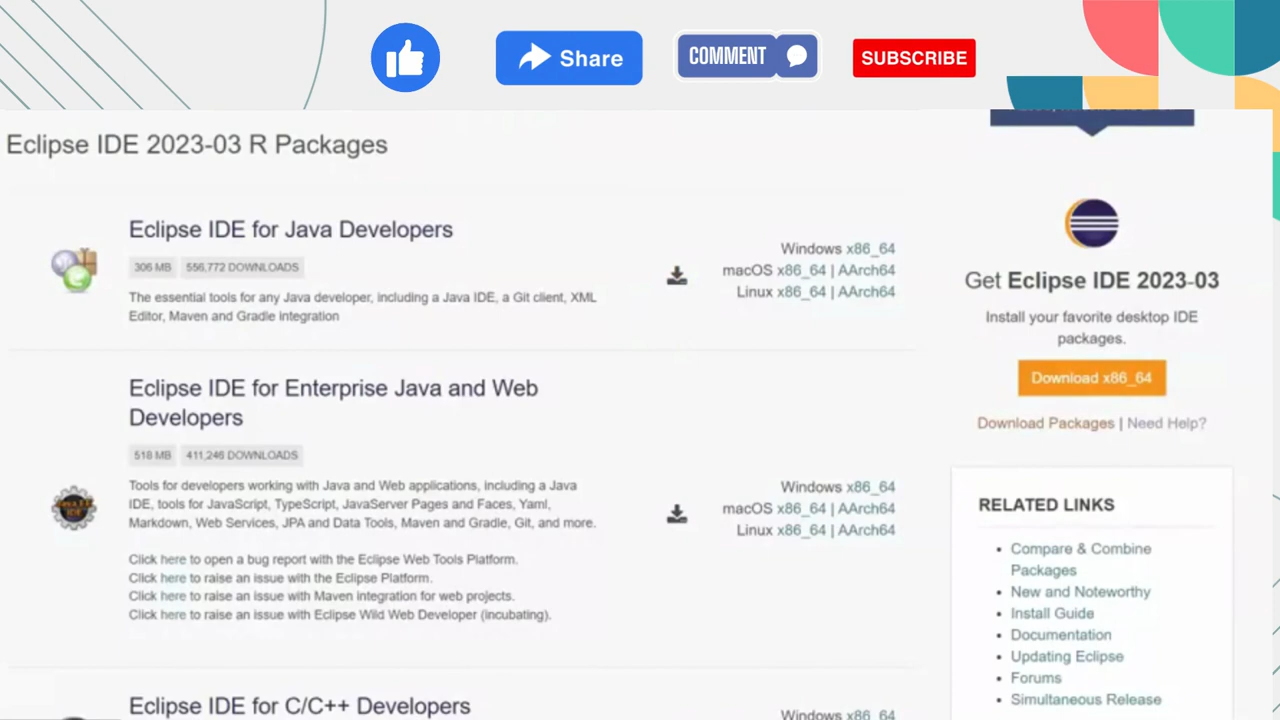 Share
COMMENT
SUBSCRIBE
Eclipse IDE 2023-03 R Packages
Eclipse IDE for Java Developers
306 MB 556,772 DOWNLOADS
The essential tools for any Java developer, including a Java IDE, a Git client, XML
Editor, Maven and Gradle integration
Windows x86_64
macOS x86_64 | AArch64
Linux x86_64 | AArch64
Eclipse IDE for Enterprise Java and Web
Developers
518 MB 411,246 DOWNLOADS
Tools for developers working with Java and Web applications, including a Java
IDE, tools for JavaScript, TypeScript, JavaServer Pages and Faces, Yaml,
Markdown, Web Services, JPA and Data Tools, Maven and Gradle, Git, and more.
Click here to open a bug report with the Eclipse Web Tools Platform.
Click here to raise an issue with the Eclipse Platform.
Click here to raise an issue with Maven integration for web projects.
Click here to raise an issue with Eclipse Wild Web Developer (incubating).
Windows x86_64
macOS x86_64 | AArch64
Linux x86_64 | AArch64
Eclipse IDE for C/C++ Developers
Windows x86_64
Get Eclipse IDE 2023-03
Install your favorite desktop IDE
packages.
Download x86_64
Download Packages | Need Help?
RELATED LINKS
Compare & Combine
Packages
New and Noteworthy
Install Guide
Documentation
Updating Eclipse
Forums
Simultaneous Release